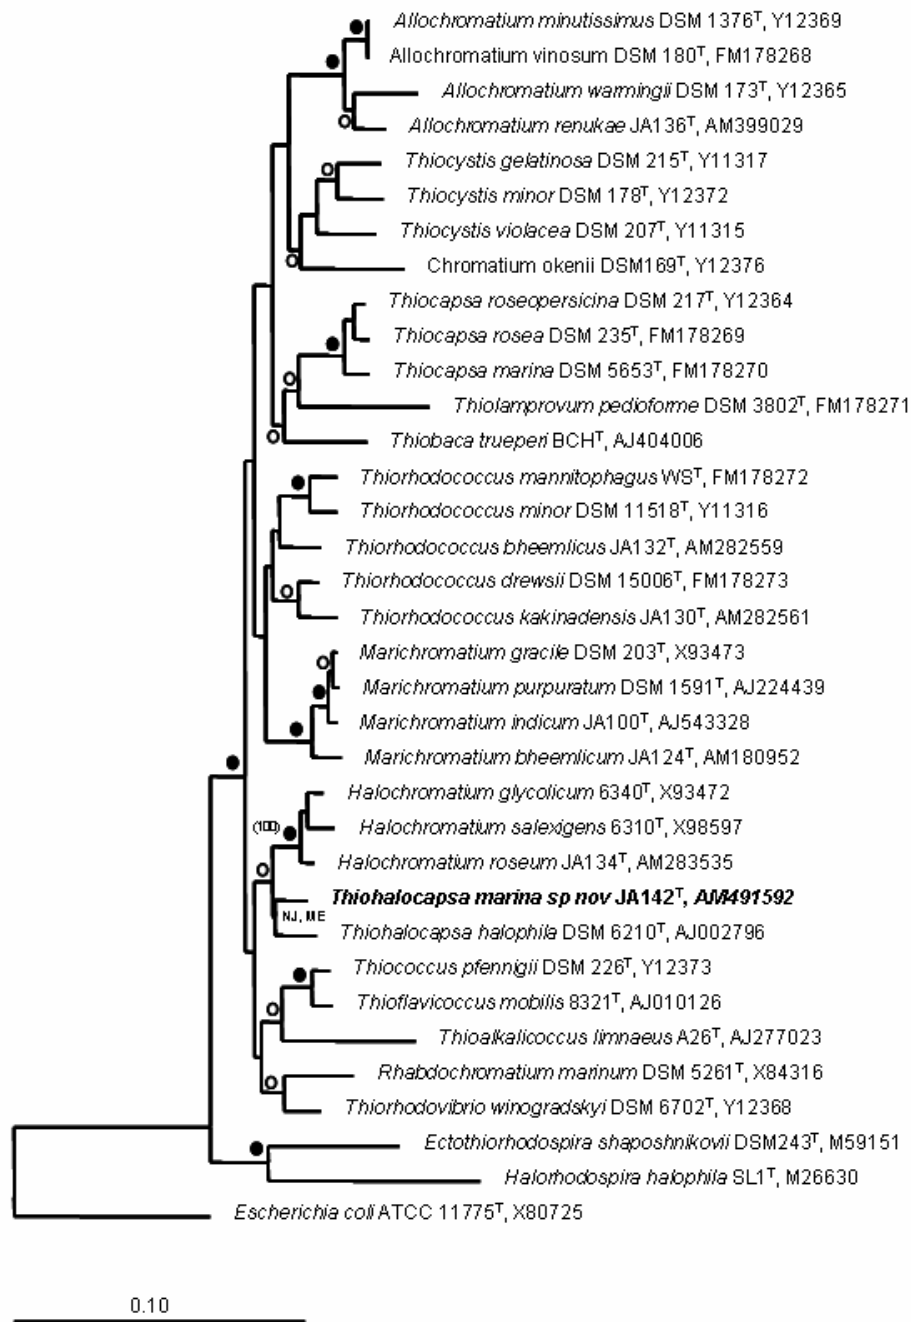 Allochromatium minutissimus DSM 1376ᵀ, Y12369
Allochromatium vinosum DSM 180ᵀ, FM178268
Allochromatium warmingii DSM 173ᵀ, Y12365
Allochromatium renukae JA136ᵀ, AM399029
Thiocystis gelatinosa DSM 215ᵀ, Y11317
Thiocystis minor DSM 178ᵀ, Y12372
Thiocystis violacea DSM 207ᵀ, Y11315
Chromatium okenii DSM169ᵀ, Y12376
Thiocapsa roseopersicina DSM 217ᵀ, Y12364
Thiocapsa rosea DSM 235ᵀ, FM178269
Thiocapsa marina DSM 5653ᵀ, FM178270
Thiolamprovum pedioforme DSM 3802ᵀ, FM178271
Thiobaca trueperi BCHᵀ, AJ404006
Thiorhodococcus mannitophagus WSᵀ, FM178272
Thiorhodococcus minor DSM 11518ᵀ, Y11316
Thiorhodococcus bheemlicus JA132ᵀ, AM282559
Thiorhodococcus drewsii DSM 15006ᵀ, FM178273
Thiorhodococcus kakinadensis JA130ᵀ, AM282561
Marichromatium gracile DSM 203ᵀ, X93473
Marichromatium purpuratum DSM 1591ᵀ, AJ224439
Marichromatium indicum JA100ᵀ, AJ543328
Marichromatium bheemlicum JA124ᵀ, AM180952
Halochromatium glycolicum 6340ᵀ, X93472
(100)
Halochromatium salexigens 6310ᵀ, X98597
Halochromatium roseum JA134ᵀ, AM283535
Thiohalocapsa marina sp nov JA142ᵀ, AM491592
NJ, ME
Thiohalocapsa halophila DSM 6210ᵀ, AJ002796
Thiococcus pfennigii DSM 226ᵀ, Y12373
Thioflavicoccus mobilis 8321ᵀ, AJ010126
Thioalkalicoccus limnaeus A26ᵀ, AJ277023
Rhabdochromatium marinum DSM 5261ᵀ, X84316
Thiorhodovibrio winogradskyi DSM 6702ᵀ, Y12368
Ectothiorhodospira shaposhnikovii DSM243ᵀ, M59151
Halorhodospira halophila SL1ᵀ, M26630
Escherichia coli ATCC 11775ᵀ, X80725
0.10